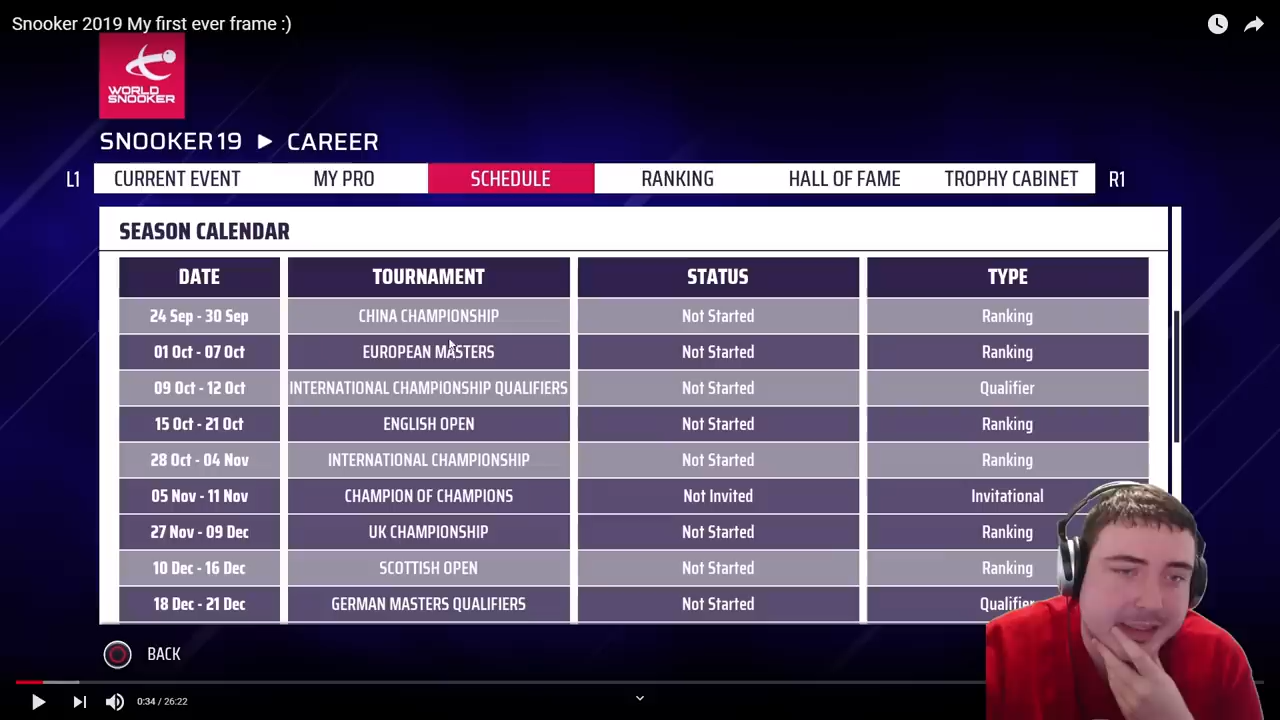 Snooker 2019 My first ever frame :)
WORLD
SNOOKER
SNOOKER 19 ► CAREER
L1 CURRENT EVENT MY PRO SCHEDULE RANKING HALL OF FAME TROPHY CABINET R1
SEASON CALENDAR
DATE TOURNAMENT STATUS TYPE
24 Sep - 30 Sep CHINA CHAMPIONSHIP Not Started Ranking
01 Oct - 07 Oct EUROPEAN MASTERS Not Started Ranking
09 Oct - 12 Oct INTERNATIONAL CHAMPIONSHIP QUALIFIERS Not Started Qualifier
15 Oct - 21 Oct ENGLISH OPEN Not Started Ranking
28 Oct - 04 Nov INTERNATIONAL CHAMPIONSHIP Not Started Ranking
05 Nov - 11 Nov CHAMPION OF CHAMPIONS Not Invited Invitational
27 Nov - 09 Dec UK CHAMPIONSHIP Not Started Ranking
10 Dec - 16 Dec SCOTTISH OPEN Not Started Ranking
18 Dec - 21 Dec GERMAN MASTERS QUALIFIERS Not Started Qualifier
BACK
0:34 / 26:22